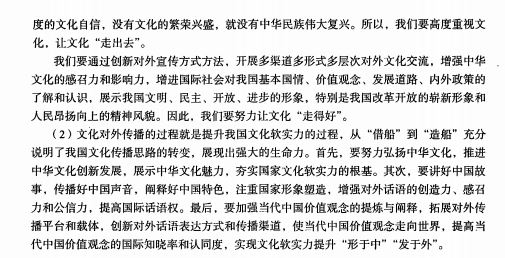 度的文化自信，没有文化的繁荣兴盛，就没有中华民族伟大复兴。所以，我们要高度重视文
化，让文化“走出去”。
我们要通过创新对外宣传方式方法，开展多渠道多形式多层次对外文化交流，增强中华
文化的感召力和影响力，增进国际社会对我国基本国情、价值观念、发展道路、内外政策的
了解和认识，展示我国文明、民主、开放、进步的形象，特别是我国改革开放的崭新形象和
人民昂扬向上的精神风貌。因此，我们要努力让文化“走得好”。
（2）文化对外传播的过程就是提升我国文化软实力的过程，从“借船”到“造船”充分
说明了我国文化传播思路的转变，展现出强大的生命力。首先，要努力弘扬中华文化，推进
中华文化创新发展，展示中华文化魅力，夯实国家文化软实力的根基。其次，要讲好中国故
事，传播好中国声音，阐释好中国特色，注重国家形象塑造，增强对外话语的创造力、感召
力和公信力，提高国际话语权。最后，要加强当代中国价值观念的提炼与阐释，拓展对外传
播平台和载体，创新对外话语表达方式和传播渠道，使当代中国价值观念走向世界，提高当
代中国价值观念的国际知晓率和认同度，实现文化软实力提升“形于中”“发于外”。